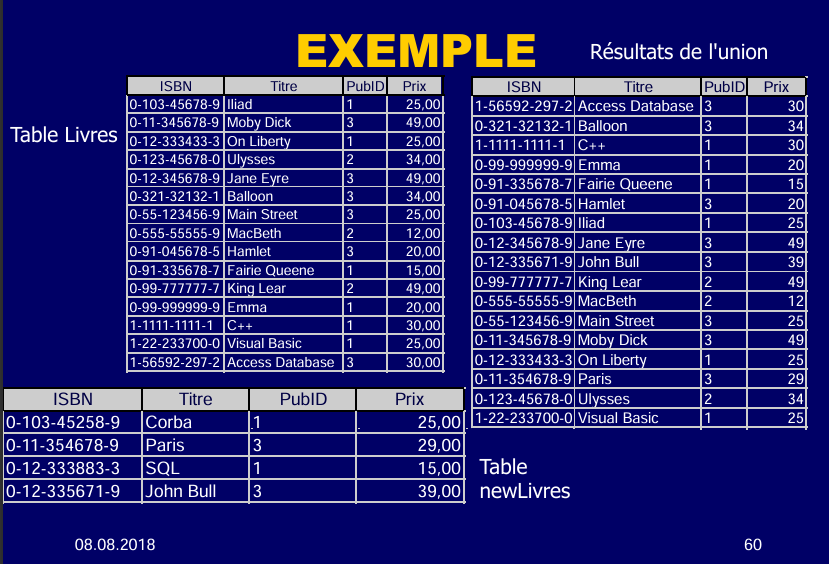 EXEMPLE
Résultats de l'union
Table Livres
ISBN Titre PubID Prix
0-103-45678-9 Iliad 1 25,00
0-11-345678-9 Moby Dick 3 49,00
0-12-333433-3 On Liberty 1 25,00
0-123-45678-0 Ulysses 2 34,00
0-12-345678-9 Jane Eyre 3 49,00
0-321-32132-1 Balloon 3 34,00
0-55-123456-9 Main Street 3 25,00
0-555-55555-9 MacBeth 2 12,00
0-91-045678-5 Hamlet 3 20,00
0-91-335678-7 Fairie Queene 1 15,00
0-99-777777-7 King Lear 2 49,00
0-99-999999-9 Emma 1 20,00
1-1111-1111-1 C++ 1 30,00
1-22-233700-0 Visual Basic 1 25,00
1-56592-297-2 Access Database 3 30,00
ISBN Titre PubID Prix
1-56592-297-2 Access Database 3 30
0-321-32132-1 Balloon 3 34
1-1111-1111-1 C++ 1 30
0-99-999999-9 Emma 1 20
0-91-335678-7 Fairie Queene 1 15
0-91-045678-5 Hamlet 3 20
0-103-45678-9 Iliad 1 25
0-12-345678-9 Jane Eyre 3 49
0-12-335671-9 John Bull 3 39
0-99-777777-7 King Lear 2 49
0-555-55555-9 MacBeth 2 12
0-55-123456-9 Main Street 3 25
0-11-345678-9 Moby Dick 3 49
0-12-333433-3 On Liberty 1 25
0-11-354678-9 Paris 3 29
0-123-45678-0 Ulysses 2 34
1-22-233700-0 Visual Basic 1 25
ISBN Titre PubID Prix
0-103-45258-9 Corba 1 25,00
0-11-354678-9 Paris 3 29,00
0-12-333883-3 SQL 1 15,00
0-12-335671-9 John Bull 3 39,00
Table
newLivres
08.08.2018
60